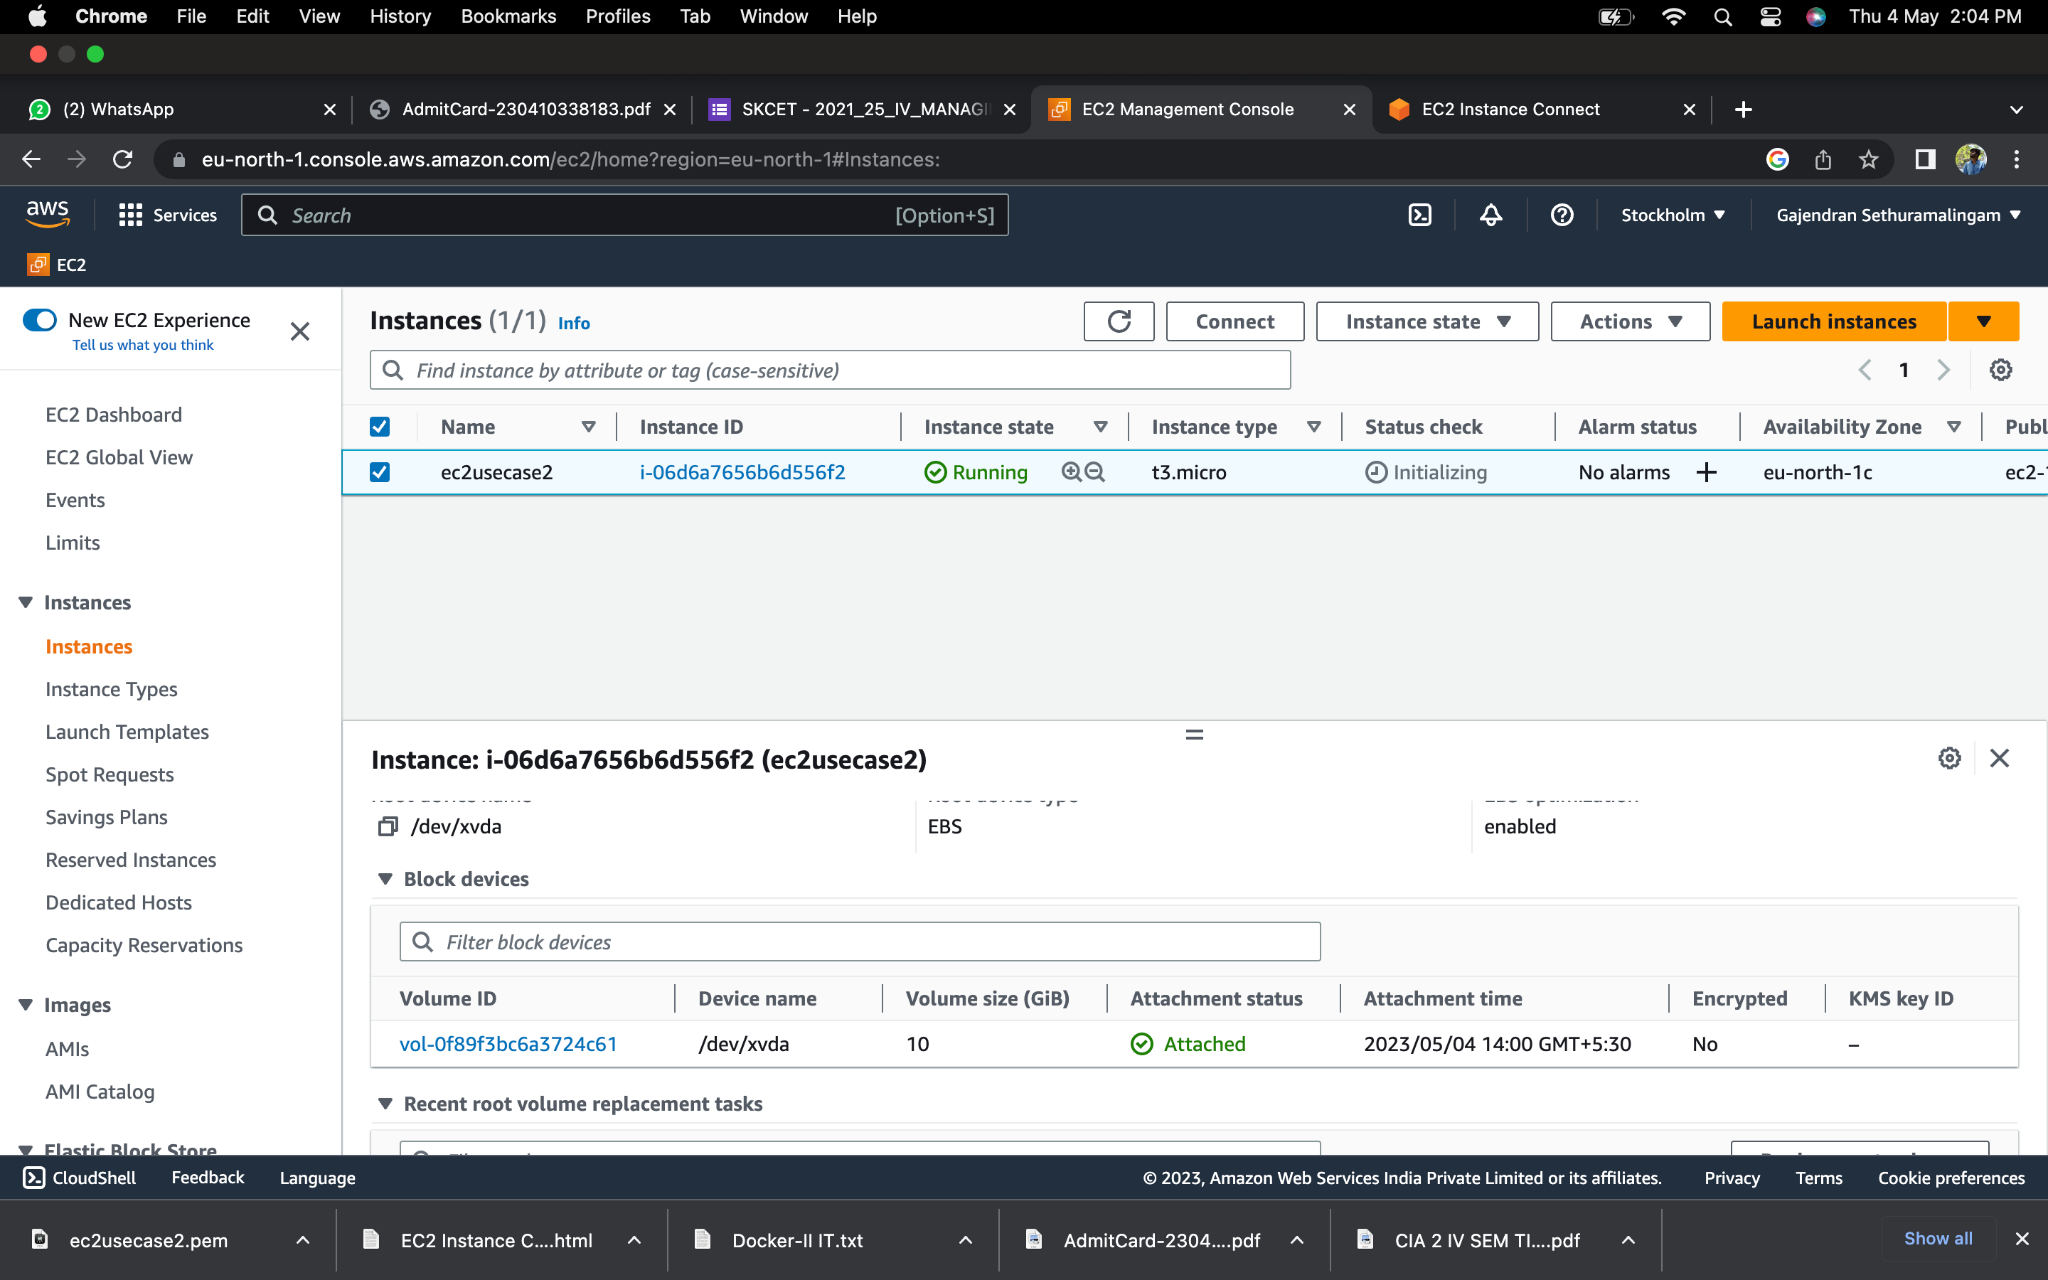 Chrome File Edit View History Bookmarks Profiles Tab Window Help Thu 4 May 2:04 PM
(2) WhatsApp AdmitCard-230410338183.pdf SKCET - 2021_25_IV_MANAGI EC2 Management Console EC2 Instance Connect
eu-north-1.console.aws.amazon.com/ec2/home?region=eu-north-1#Instances:
aws Services Search [Option+S] Stockholm Gajendran Sethuramalingam
EC2
New EC2 Experience
Tell us what you think
EC2 Dashboard
EC2 Global View
Events
Limits
Instances
Instances
Instance Types
Launch Templates
Spot Requests
Savings Plans
Reserved Instances
Dedicated Hosts
Capacity Reservations
Images
AMIs
AMI Catalog
Elastic Block Store
Instances (1/1) Info Connect Instance state Actions Launch instances
Find instance by attribute or tag (case-sensitive) 1
Name Instance ID Instance state Instance type Status check Alarm status Availability Zone Publ
ec2usecase2 i-06d6a7656b6d556f2 Running t3.micro Initializing No alarms + eu-north-1c ec2-
Instance: i-06d6a7656b6d556f2 (ec2usecase2)
/dev/xvda EBS enabled
Block devices
Filter block devices
Volume ID Device name Volume size (GiB) Attachment status Attachment time Encrypted KMS key ID
vol-0f89f3bc6a3724c61 /dev/xvda 10 Attached 2023/05/04 14:00 GMT+5:30 No –
Recent root volume replacement tasks
CloudShell Feedback Language © 2023, Amazon Web Services India Private Limited or its affiliates. Privacy Terms Cookie preferences
ec2usecase2.pem EC2 Instance C....html Docker-II IT.txt AdmitCard-2304....pdf CIA 2 IV SEM TI....pdf Show all